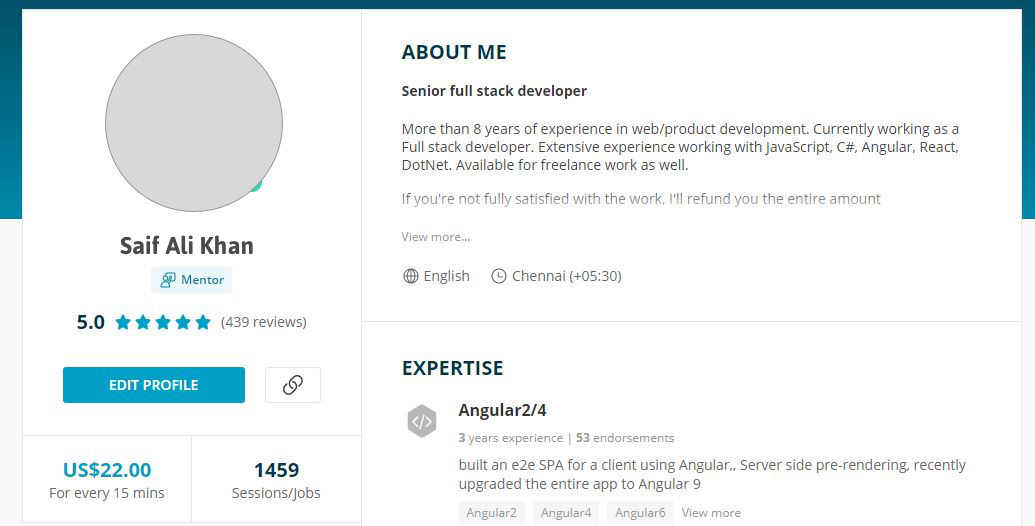 Saif Ali Khan
Mentor
5.0 (439 reviews)
EDIT PROFILE
US$22.00
For every 15 mins
1459
Sessions/Jobs
ABOUT ME
Senior full stack developer
More than 8 years of experience in web/product development. Currently working as a
Full stack developer. Extensive experience working with JavaScript, C#, Angular, React,
DotNet. Available for freelance work as well.
If you're not fully satisfied with the work, I'll refund you the entire amount
View more...
English Chennai (+05:30)
EXPERTISE
Angular2/4
3 years experience | 53 endorsements
built an e2e SPA for a client using Angular,, Server side pre-rendering, recently
upgraded the entire app to Angular 9
Angular2 Angular4 Angular6 View more